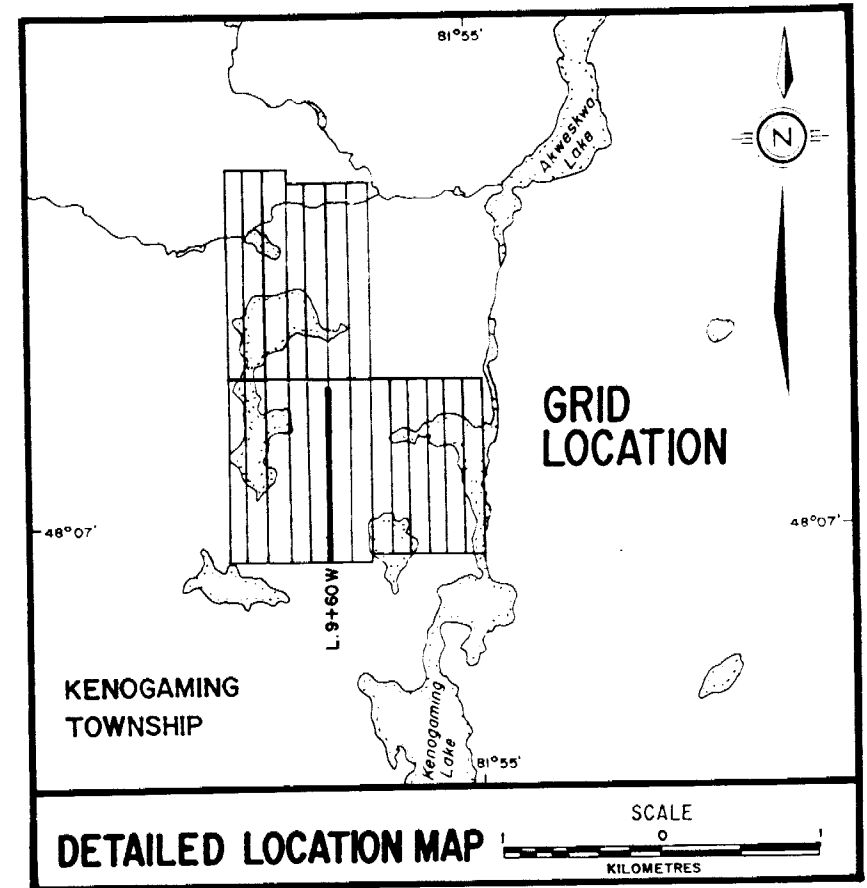 81°55'
Akweskwa
Lake
N
GRID
LOCATION
48°07'
48°07'
L.9+60W
KENOGAMING
TOWNSHIP
Kenogaming
Lake
81°55'
DETAILED LOCATION MAP
SCALE
1 0 1
KILOMETRES